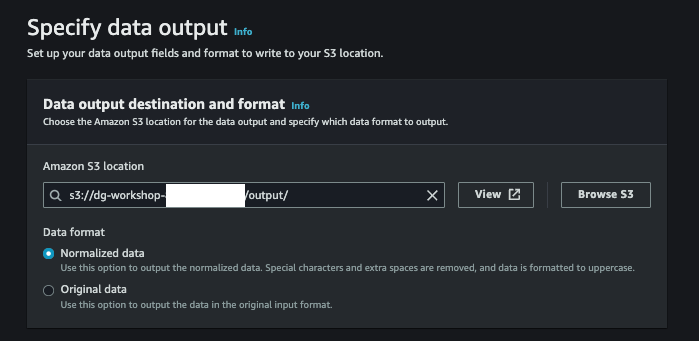 Specify data output Info
Set up your data output fields and format to write to your S3 location.
Data output destination and format Info
Choose the Amazon S3 location for the data output and specify which data format to output.
Amazon S3 location
s3://dg-workshop- /output/ View Browse S3
Data format
Normalized data
Use this option to output the normalized data. Special characters and extra spaces are removed, and data is formatted to uppercase.
Original data
Use this option to output the data in the original input format.